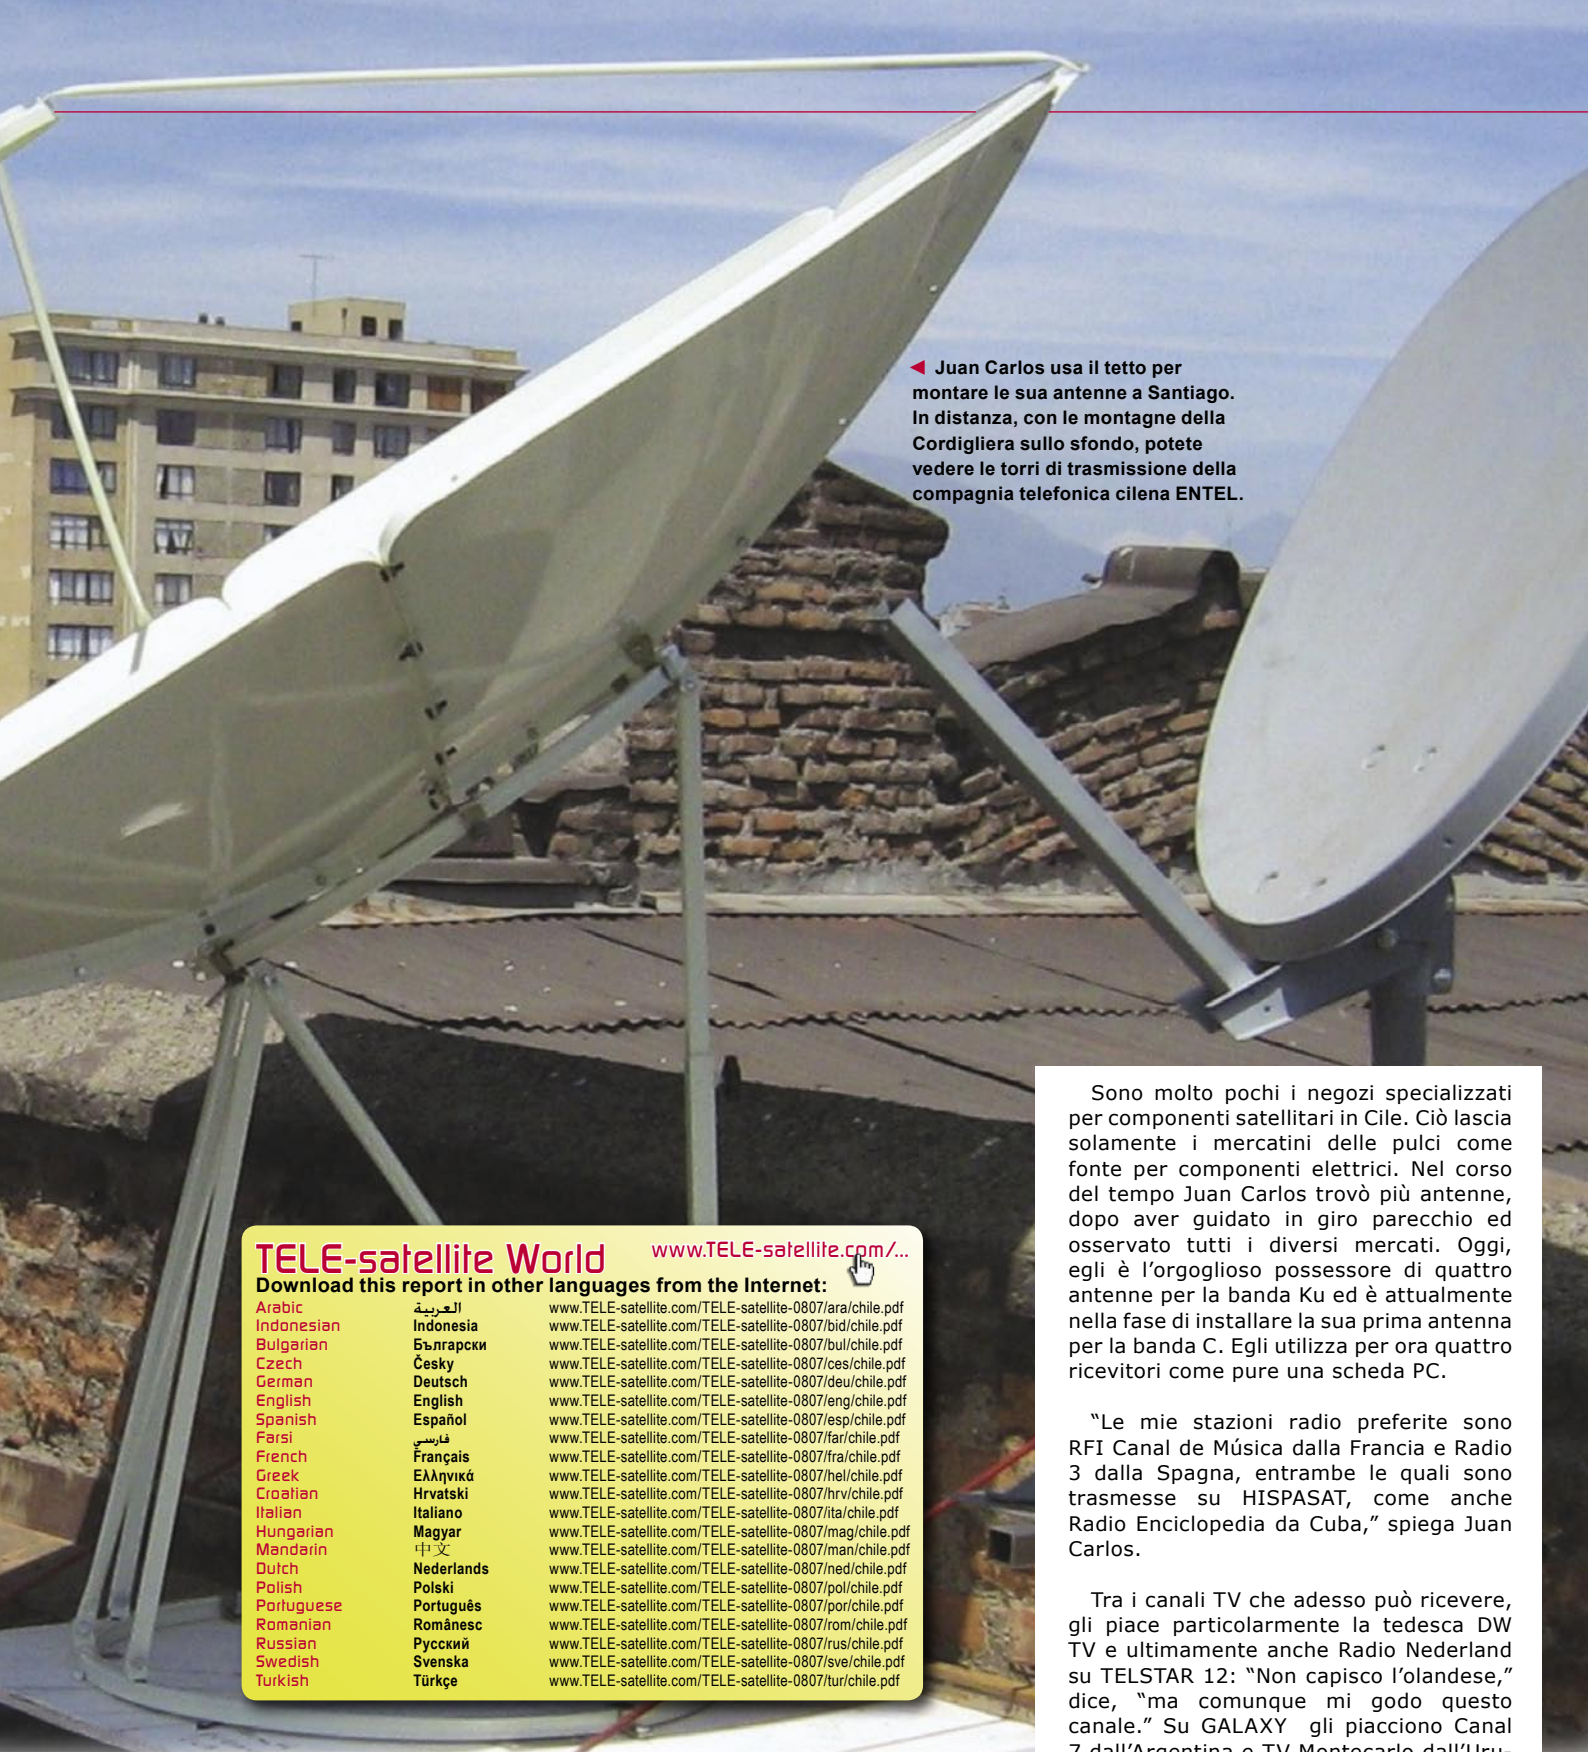 ◄ Juan Carlos usa il tetto per
montare le sua antenne a Santiago.
In distanza, con le montagne della
Cordigliera sullo sfondo, potete
vedere le torri di trasmissione della
compagnia telefonica cilena ENTEL.
TELE-satellite World www.TELE-satellite.com/...
Download this report in other languages from the Internet:
Arabic العربية www.TELE-satellite.com/TELE-satellite-0807/ara/chile.pdf
Indonesian Indonesia www.TELE-satellite.com/TELE-satellite-0807/bid/chile.pdf
Bulgarian Български www.TELE-satellite.com/TELE-satellite-0807/bul/chile.pdf
Czech Česky www.TELE-satellite.com/TELE-satellite-0807/ces/chile.pdf
German Deutsch www.TELE-satellite.com/TELE-satellite-0807/deu/chile.pdf
English English www.TELE-satellite.com/TELE-satellite-0807/eng/chile.pdf
Spanish Español www.TELE-satellite.com/TELE-satellite-0807/esp/chile.pdf
Farsi فارسي www.TELE-satellite.com/TELE-satellite-0807/far/chile.pdf
French Français www.TELE-satellite.com/TELE-satellite-0807/fra/chile.pdf
Greek Ελληνικά www.TELE-satellite.com/TELE-satellite-0807/hel/chile.pdf
Croatian Hrvatski www.TELE-satellite.com/TELE-satellite-0807/hrv/chile.pdf
Italian Italiano www.TELE-satellite.com/TELE-satellite-0807/ita/chile.pdf
Hungarian Magyar www.TELE-satellite.com/TELE-satellite-0807/mag/chile.pdf
Mandarin 中文 www.TELE-satellite.com/TELE-satellite-0807/man/chile.pdf
Dutch Nederlands www.TELE-satellite.com/TELE-satellite-0807/ned/chile.pdf
Polish Polski www.TELE-satellite.com/TELE-satellite-0807/pol/chile.pdf
Portuguese Português www.TELE-satellite.com/TELE-satellite-0807/por/chile.pdf
Romanian Românesc www.TELE-satellite.com/TELE-satellite-0807/rom/chile.pdf
Russian Русский www.TELE-satellite.com/TELE-satellite-0807/rus/chile.pdf
Swedish Svenska www.TELE-satellite.com/TELE-satellite-0807/sve/chile.pdf
Turkish Türkçe www.TELE-satellite.com/TELE-satellite-0807/tur/chile.pdf
Sono molto pochi i negozi specializzati
per componenti satellitari in Cile. Ciò lascia
solamente i mercatini delle pulci come
fonte per componenti elettrici. Nel corso
del tempo Juan Carlos trovò più antenne,
dopo aver guidato in giro parecchio ed
osservato tutti i diversi mercati. Oggi,
egli è l'orgoglioso possessore di quattro
antenne per la banda Ku ed è attualmente
nella fase di installare la sua prima antenna
per la banda C. Egli utilizza per ora quattro
ricevitori come pure una scheda PC.
“Le mie stazioni radio preferite sono
RFI Canal de Música dalla Francia e Radio
3 dalla Spagna, entrambe le quali sono
trasmesse su HISPASAT, come anche
Radio Enciclopedia da Cuba,” spiega Juan
Carlos.
Tra i canali TV che adesso può ricevere,
gli piace particolarmente la tedesca DW
TV e ultimamente anche Radio Nederland
su TELSTAR 12: “Non capisco l'olandese,”
dice, “ma comunque mi godo questo
canale.” Su GALAXY gli piacciono Canal
7 dall'Argentina e TV Montecarlo dall'Uru-